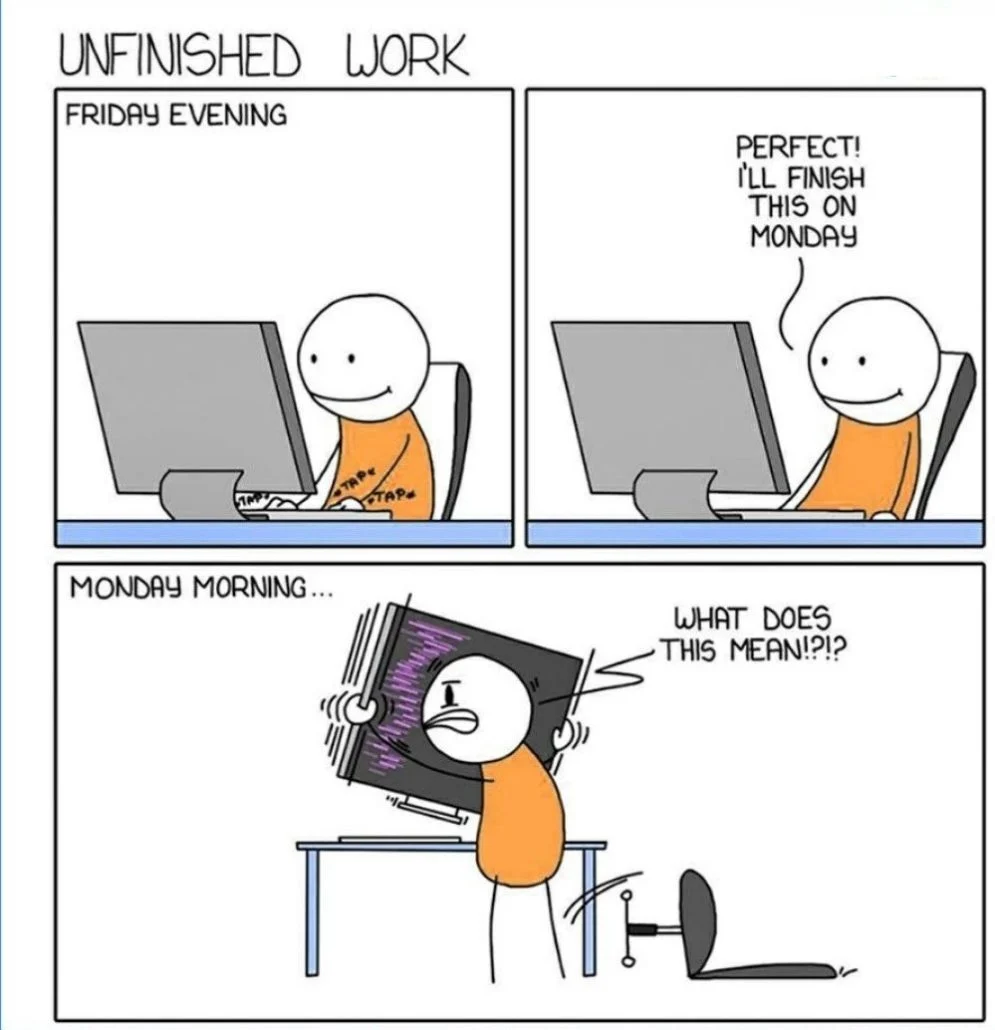 UNFINISHED WORK
FRIDAY EVENING
*TAP*
*TAP*
*TAP*
PERFECT!
I'LL FINISH
THIS ON
MONDAY
MONDAY MORNING...
WHAT DOES
THIS MEAN!?!?